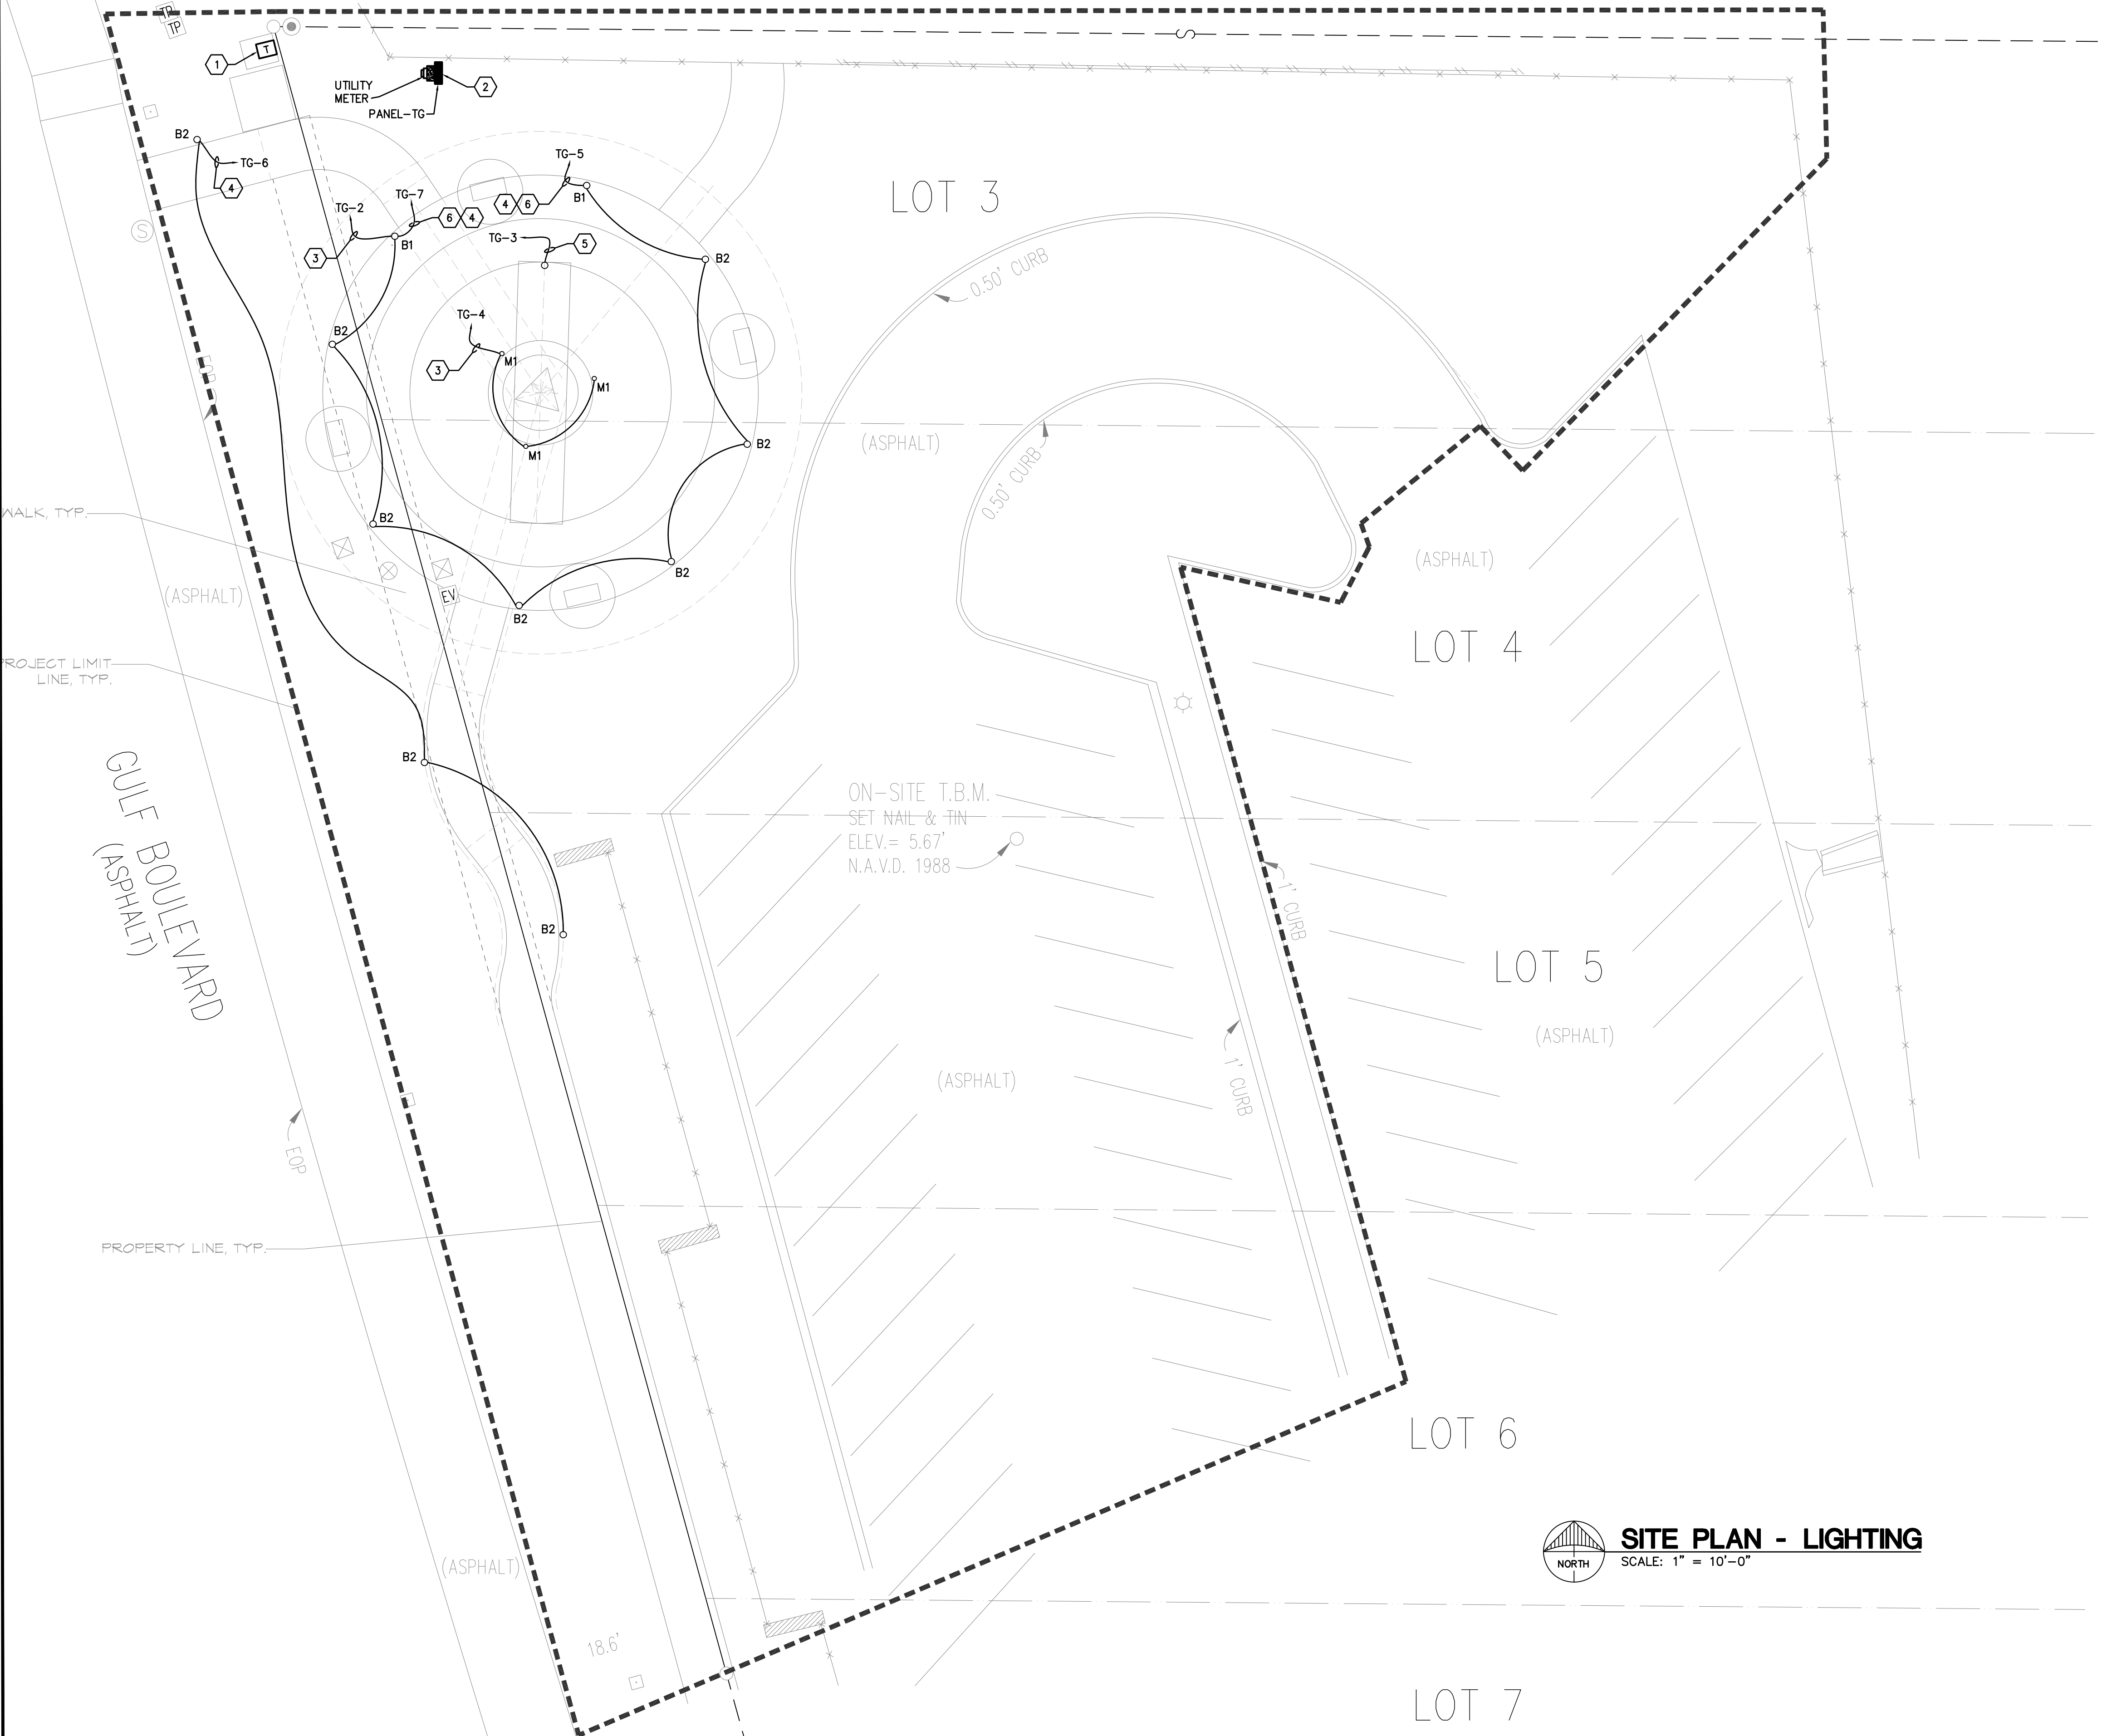 TP
TP
T
1
UTILITY
METER
PANEL-TG
2
B2
TG-6
4
S
TG-5
B1
4 6
TG-7
6 4
TG-2
B1
3
TG-3
5
B2
B2
TG-4
3
M1
M1
M1
B2
B2
B2
B2
EV
B2
B2
LOT 3
0.50' CURB
0.50' CURB
(ASPHALT)
WALK, TYP.
(ASPHALT)
(ASPHALT)
LOT 4
PROJECT LIMIT
LINE, TYP.
GULF BOULEVARD
(ASPHALT)
ON-SITE T.B.M.
SET NAIL & TIN
ELEV.= 5.67'
N.A.V.D. 1988
1' CURB
LOT 5
(ASPHALT)
1' CURB
(ASPHALT)
EOP
PROPERTY LINE, TYP.
LOT 6
(ASPHALT)
18.6'
NORTH
SITE PLAN - LIGHTING
SCALE: 1" = 10'-0"
LOT 7